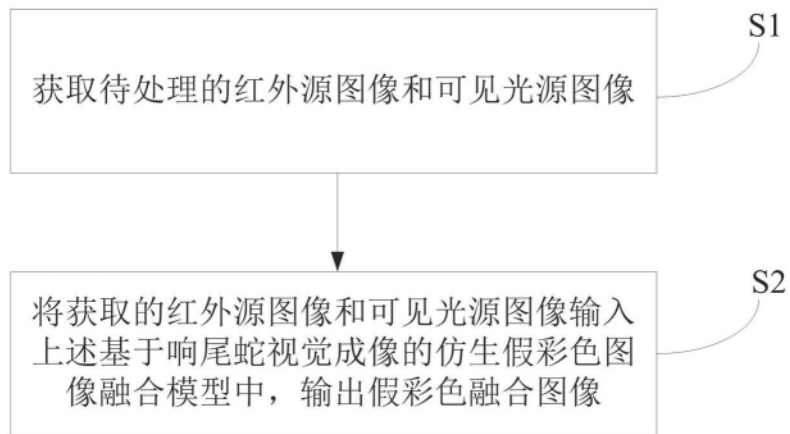 S1
获取待处理的红外源图像和可见光源图像
S2
将获取的红外源图像和可见光源图像输入
上述基于响尾蛇视觉成像的仿生假彩色图
像融合模型中，输出假彩色融合图像